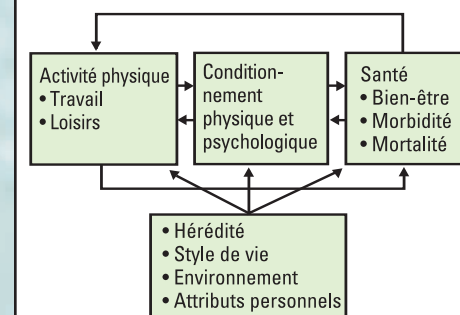 Activité physique
• Travail
• Loisirs
Condition-
nement
physique et
psychologique
Santé
• Bien-être
• Morbidité
• Mortalité
• Hérédité
• Style de vie
• Environnement
• Attributs personnels